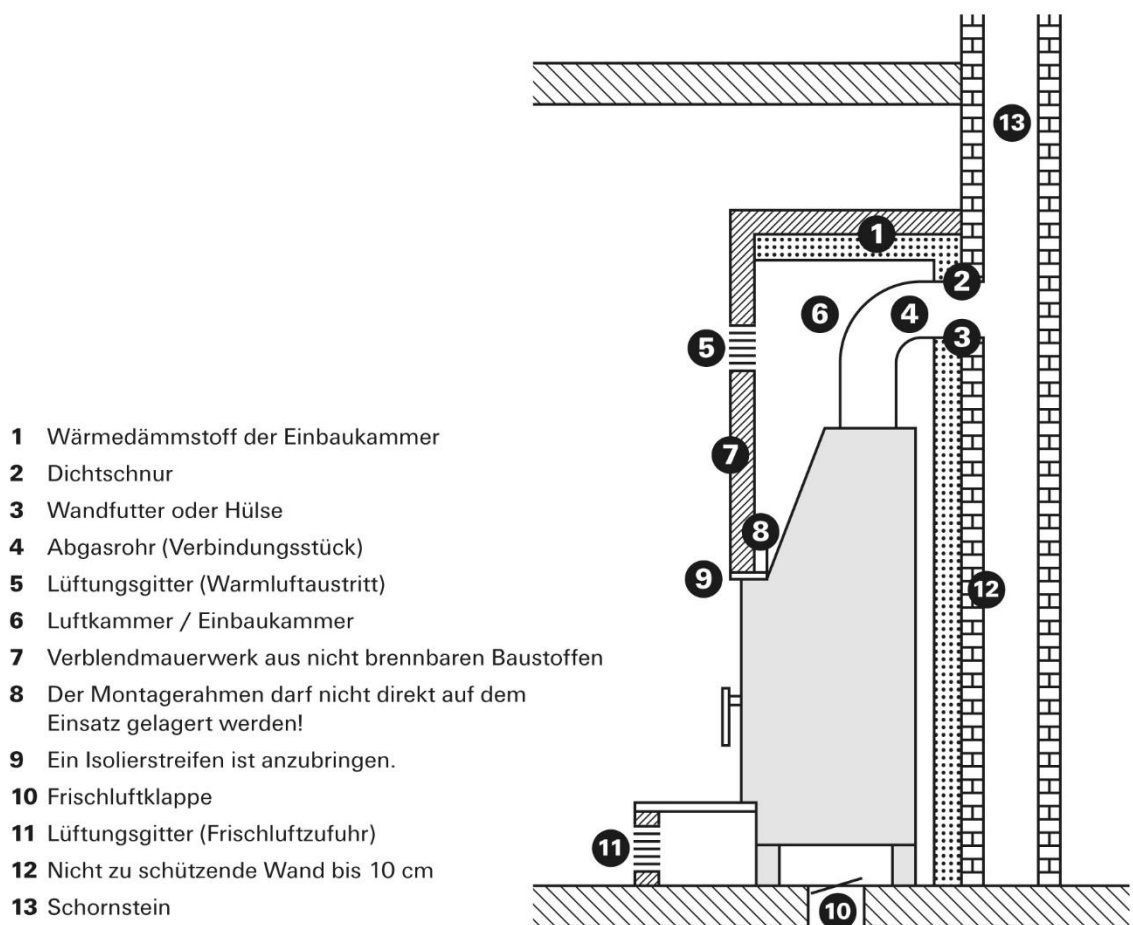 13
1
2
6
4
5
3
7
8
9
12
11
10
1 Wärmedämmstoff der Einbaukammer
2 Dichtschnur
3 Wandfutter oder Hülse
4 Abgasrohr (Verbindungsstück)
5 Lüftungsgitter (Warmluftaustritt)
6 Luftkammer / Einbaukammer
7 Verblendmauerwerk aus nicht brennbaren Baustoffen
8 Der Montagerahmen darf nicht direkt auf dem
Einsatz gelagert werden!
9 Ein Isolierstreifen ist anzubringen.
10 Frischluftklappe
11 Lüftungsgitter (Frischluftzufuhr)
12 Nicht zu schützende Wand bis 10 cm
13 Schornstein